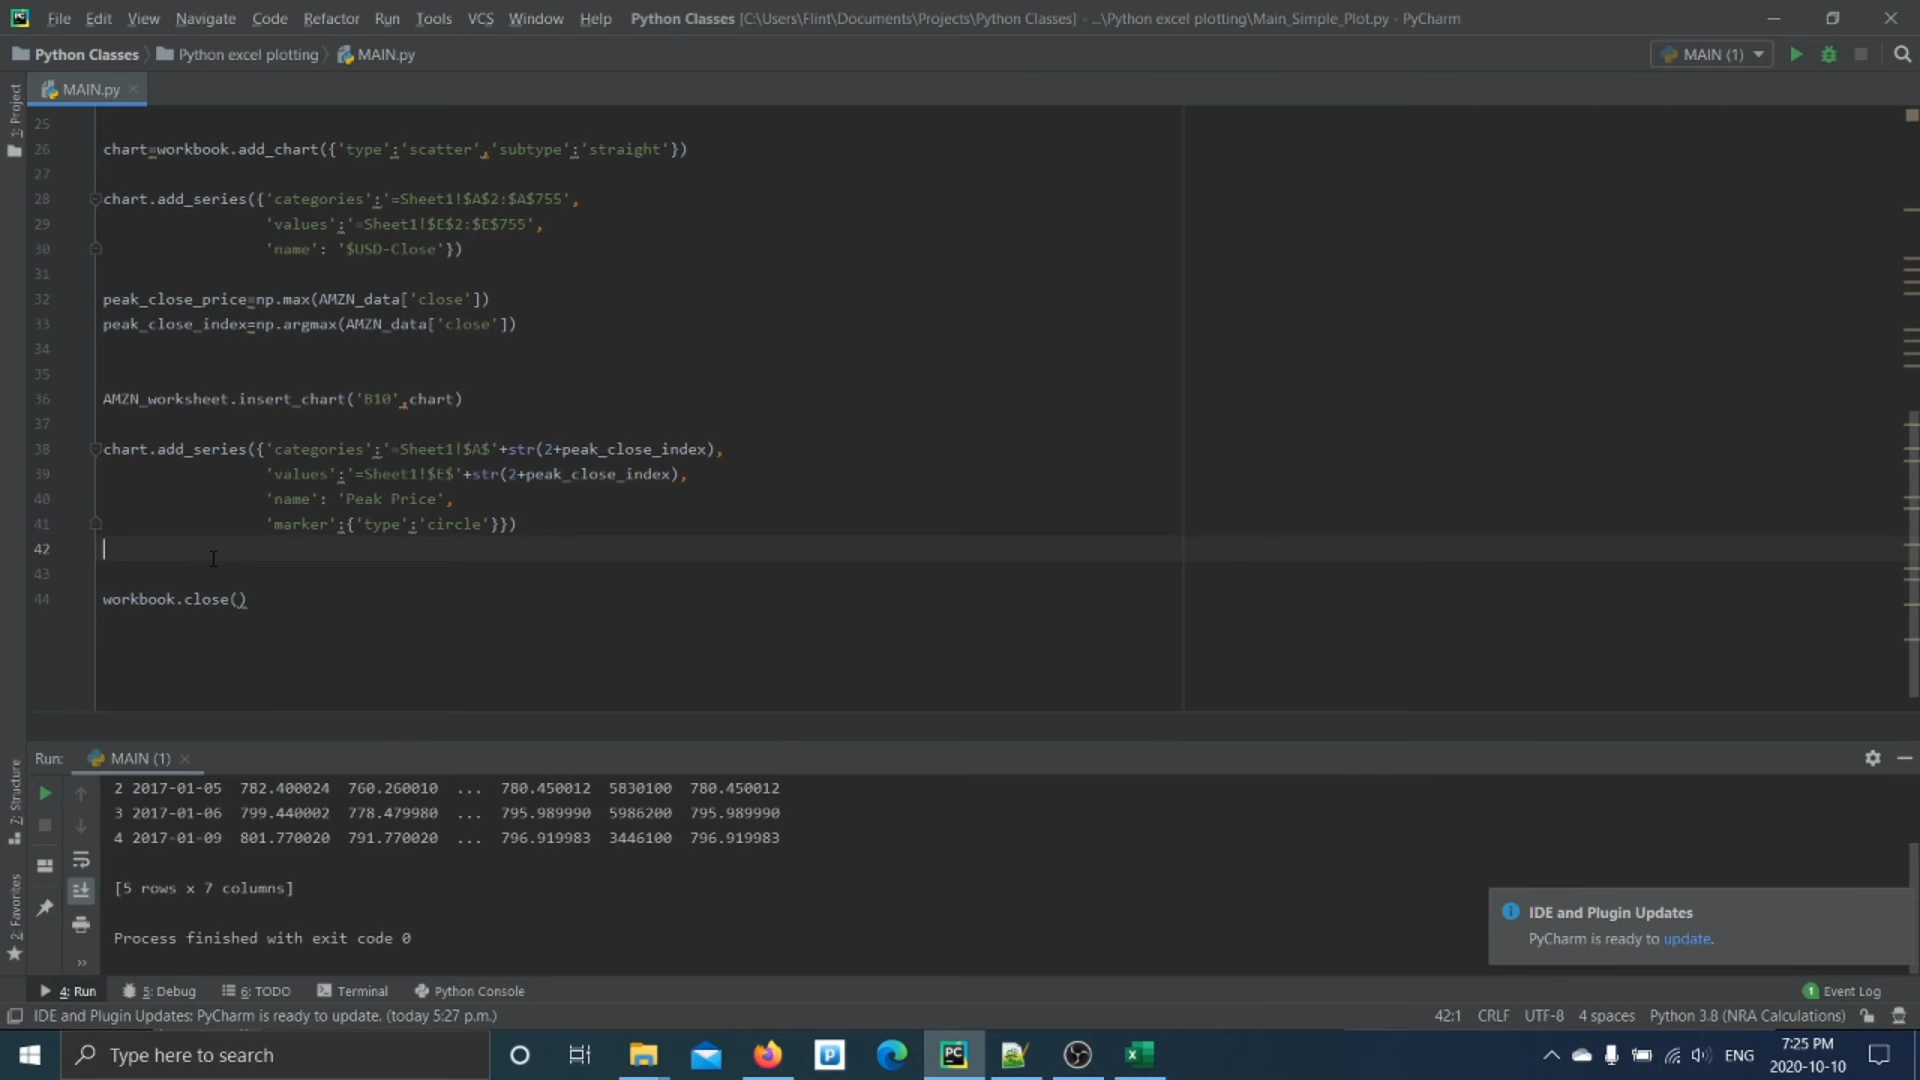 File Edit View Navigate Code Refactor Run Tools VCS Window Help Python Classes [C:\Users\Flint\Documents\Projects\Python Classes] - ...\Python excel plotting\Main_Simple_Plot.py - PyCharm
Python Classes Python excel plotting MAIN.py MAIN (1)
1: Project
MAIN.py
25
26 chart=workbook.add_chart({'type':'scatter','subtype':'straight'})
27
28 chart.add_series({'categories':'=Sheet1!$A$2:$A$755',
29 'values':'=Sheet1!$E$2:$E$755',
30 'name': '$USD-Close'})
31
32 peak_close_price=np.max(AMZN_data['close'])
33 peak_close_index=np.argmax(AMZN_data['close'])
34
35
36 AMZN_worksheet.insert_chart('B10',chart)
37
38 chart.add_series({'categories':'=Sheet1!$A$'+str(2+peak_close_index),
39 'values':'=Sheet1!$E$'+str(2+peak_close_index),
40 'name': 'Peak Price',
41 'marker':{'type':'circle'}})
42
43
44 workbook.close()
Run: MAIN (1)
7: Structure
2: Favorites
2 2017-01-05 782.400024 760.260010 ... 780.450012 5830100 780.450012
3 2017-01-06 799.440002 778.479980 ... 795.989990 5986200 795.989990
4 2017-01-09 801.770020 791.770020 ... 796.919983 3446100 796.919983
[5 rows x 7 columns]
Process finished with exit code 0
IDE and Plugin Updates
PyCharm is ready to update.
4: Run 5: Debug 6: TODO Terminal Python Console 1 Event Log
IDE and Plugin Updates: PyCharm is ready to update. (today 5:27 p.m.) 42:1 CRLF UTF-8 4 spaces Python 3.8 (NRA Calculations)
Type here to search
ENG
7:25 PM
2020-10-10